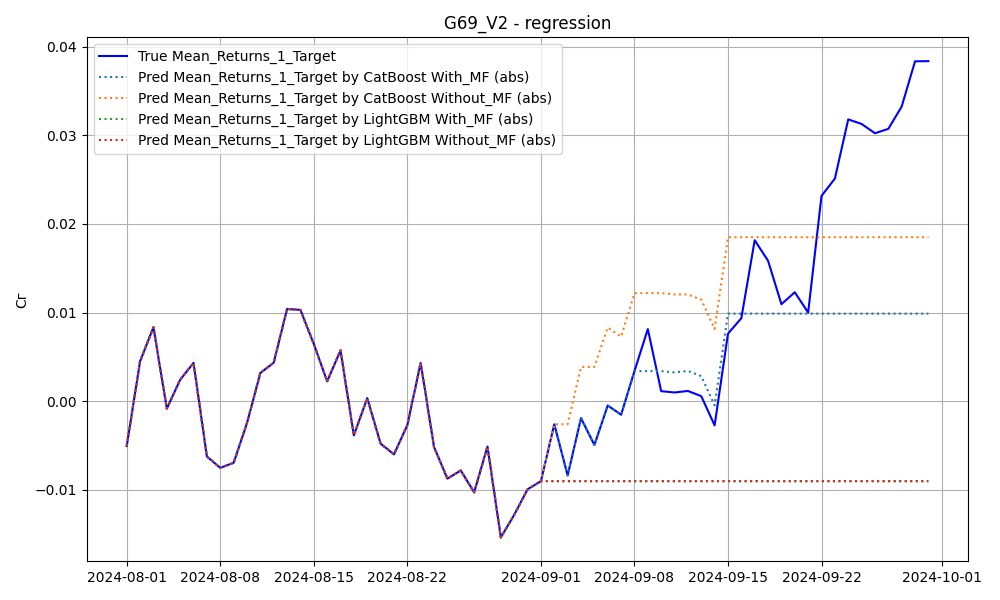 G69_V2 - regression
True Mean_Returns_1_Target
Pred Mean_Returns_1_Target by CatBoost With_MF (abs)
Pred Mean_Returns_1_Target by CatBoost Without_MF (abs)
Pred Mean_Returns_1_Target by LightGBM With_MF (abs)
Pred Mean_Returns_1_Target by LightGBM Without_MF (abs)
0.04
0.03
0.02
0.01
0.00
−0.01
Cr
2024-08-01
2024-08-08
2024-08-15
2024-08-22
2024-09-01
2024-09-08
2024-09-15
2024-09-22
2024-10-01